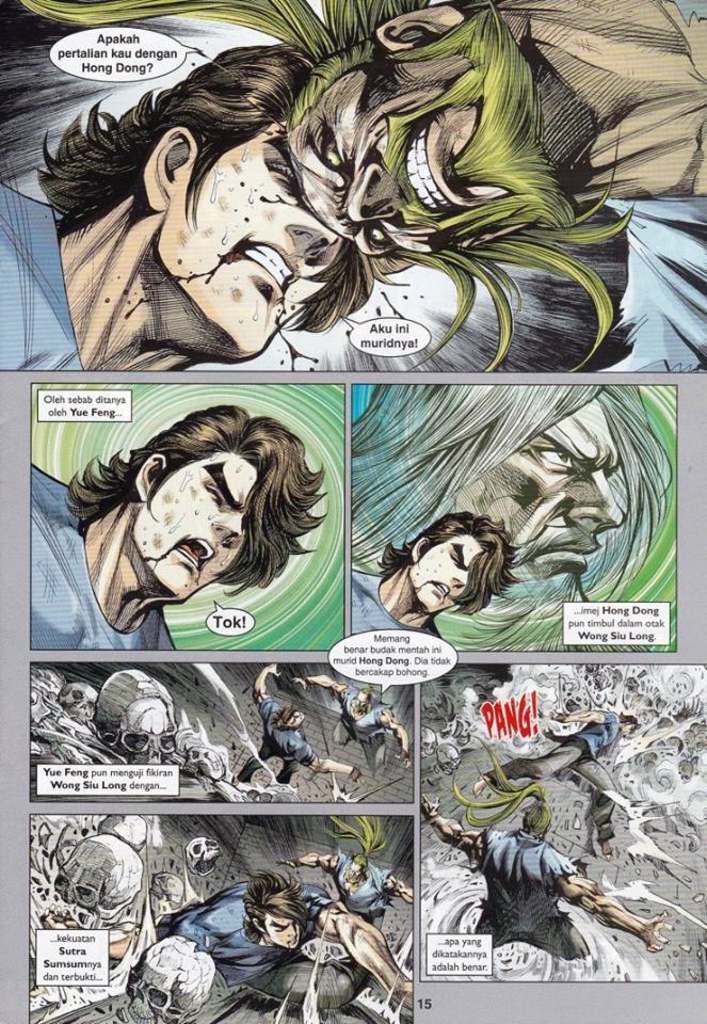 Apakah
pertalian kau dengan
Hong Dong?
Aku ini
muridnya!
Oleh sebab ditanya
oleh Yue Feng...
Tok!
...imej Hong Dong
pun timbul dalam otak
Wong Siu Long.
Memang
benar budak mentah ini
murid Hong Dong. Dia tidak
bercakap bohong.
Yue Feng pun menguji fikiran
Wong Siu Long dengan...
PANG!
...kekuatan
Sutra
Sumsumnya
dan terbukti...
...apa yang
dikatakannya
adalah benar.
15